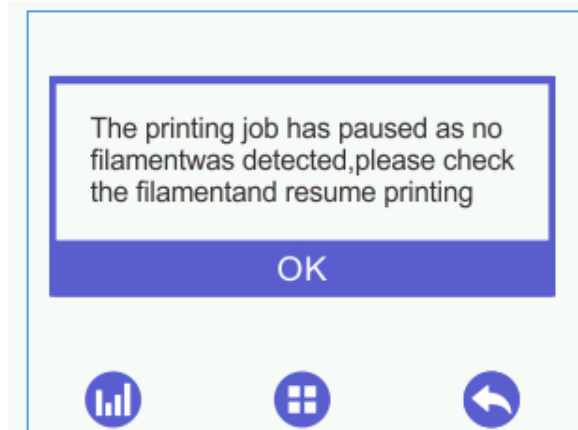 The printing job has paused as no
filamentwas detected,please check
the filamentand resume printing
OK